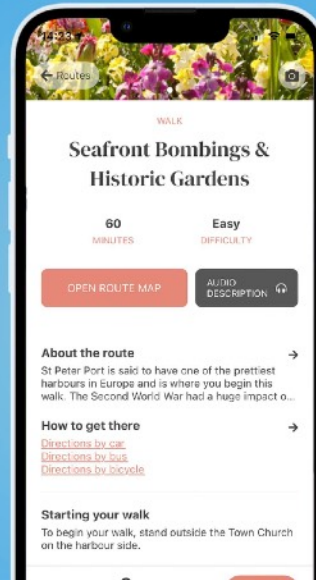 14:23
Routes
WALK
Seafront Bombings &
Historic Gardens
60
MINUTES
Easy
DIFFICULTY
OPEN ROUTE MAP
AUDIO
DESCRIPTION
About the route
St Peter Port is said to have one of the prettiest
harbours in Europe and is where you begin this
walk. The Second World War had a huge impact o...
How to get there
Directions by car
Directions by bus
Directions by bicycle
Starting your walk
To begin your walk, stand outside the Town Church
on the harbour side.